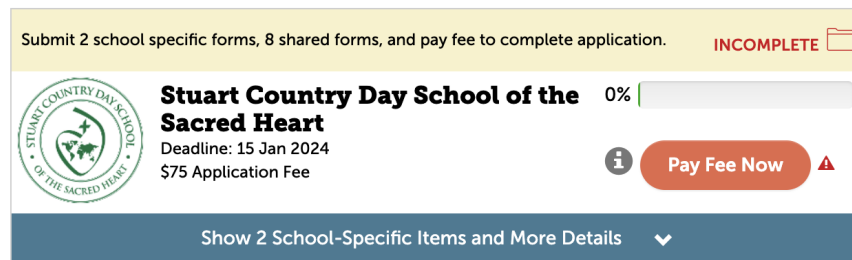 Submit 2 school specific forms, 8 shared forms, and pay fee to complete application.
INCOMPLETE
STUART COUNTRY DAY SCHOOL
OF THE SACRED HEART
Stuart Country Day School of the
Sacred Heart
Deadline: 15 Jan 2024
$75 Application Fee
0%
Pay Fee Now
Show 2 School-Specific Items and More Details